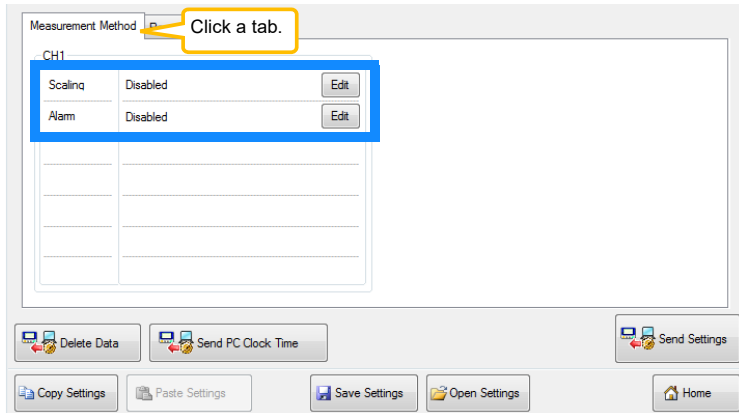 Measurement Method
Click a tab.
CH1
Scaling Disabled Edit
Alarm Disabled Edit
Delete Data Send PC Clock Time Send Settings
Copy Settings Paste Settings Save Settings Open Settings Home